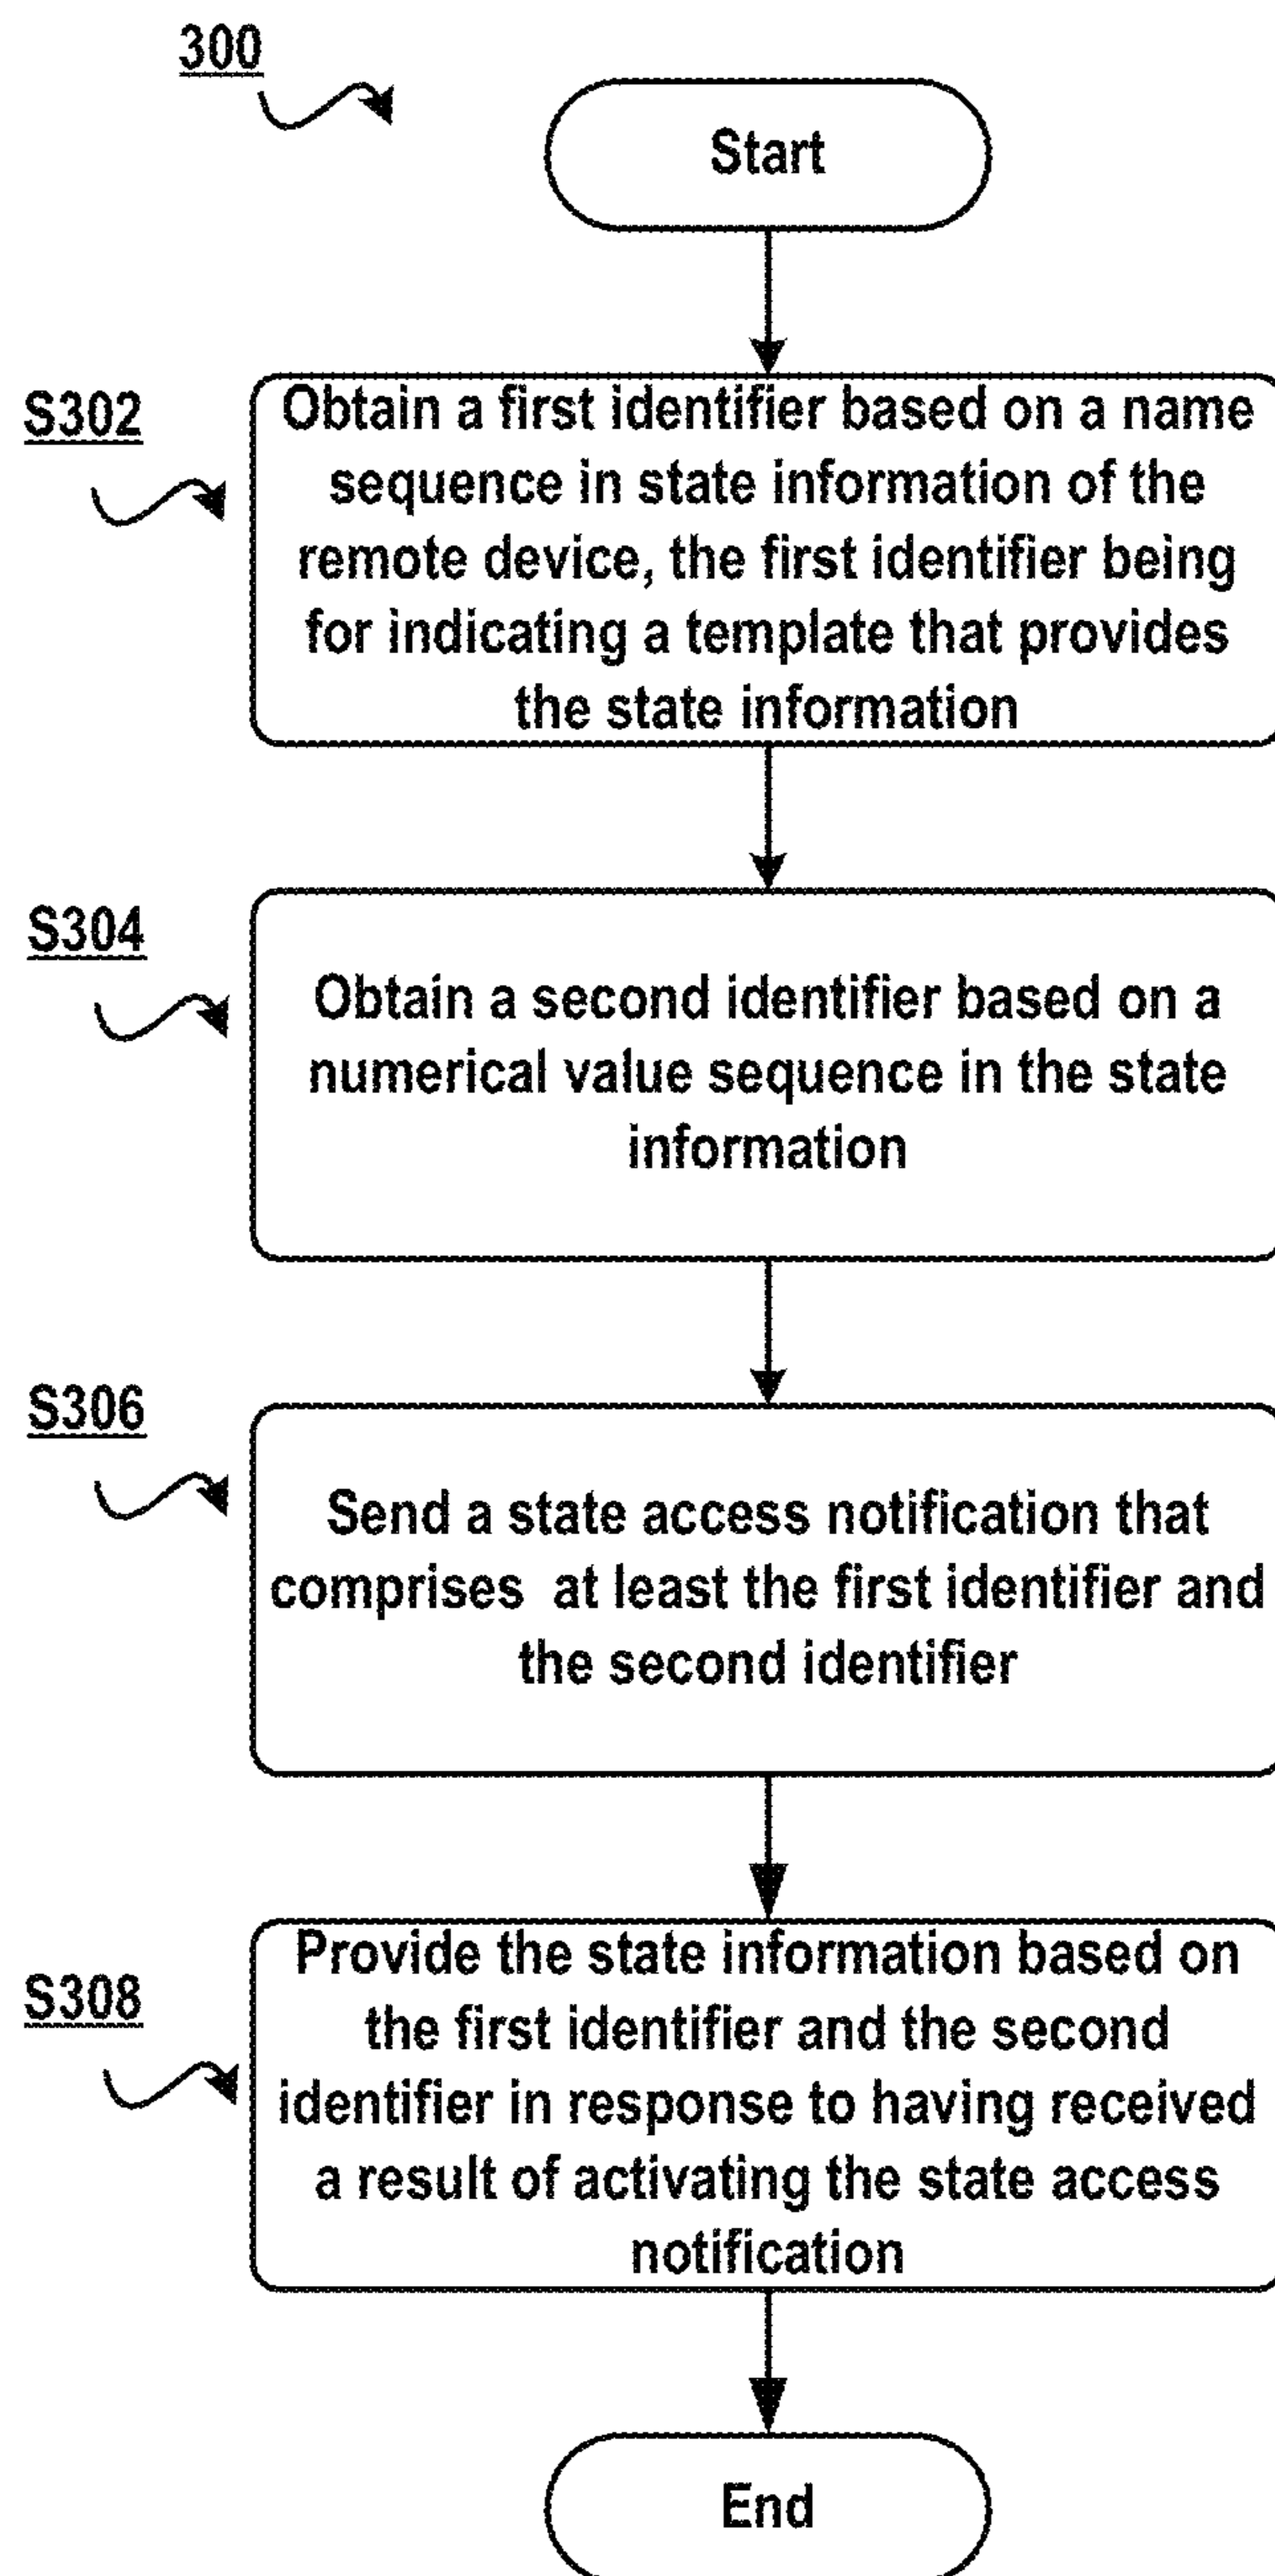 300
Start
S302
Obtain a first identifier based on a name
sequence in state information of the
remote device, the first identifier being
for indicating a template that provides
the state information
S304
Obtain a second identifier based on a
numerical value sequence in the state
information
S306
Send a state access notification that
comprises at least the first identifier and
the second identifier
S308
Provide the state information based on
the first identifier and the second
identifier in response to having received
a result of activating the state access
notification
End